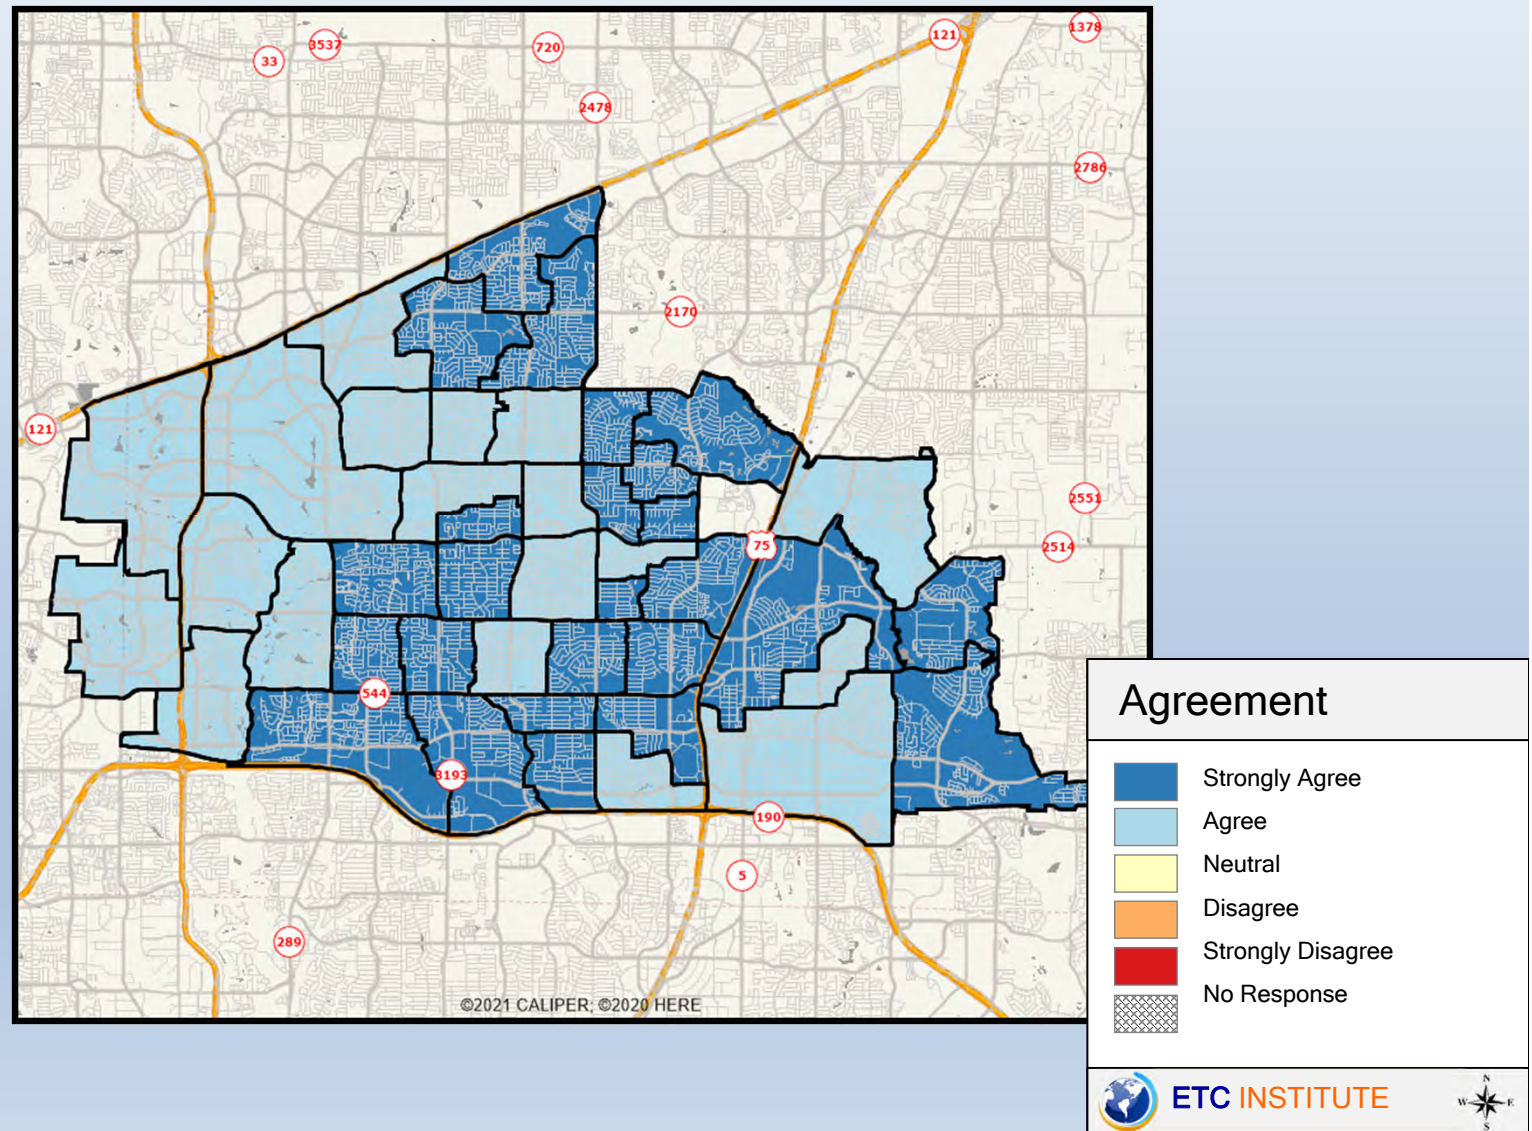 1378
121
3537
720
33
2478
2786
2170
121
2551
75
2514
544
3193
190
5
289
©2021 CALIPER; ©2020 HERE
Agreement
Strongly Agree
Agree
Neutral
Disagree
Strongly Disagree
No Response
ETC INSTITUTE
N
W E
S